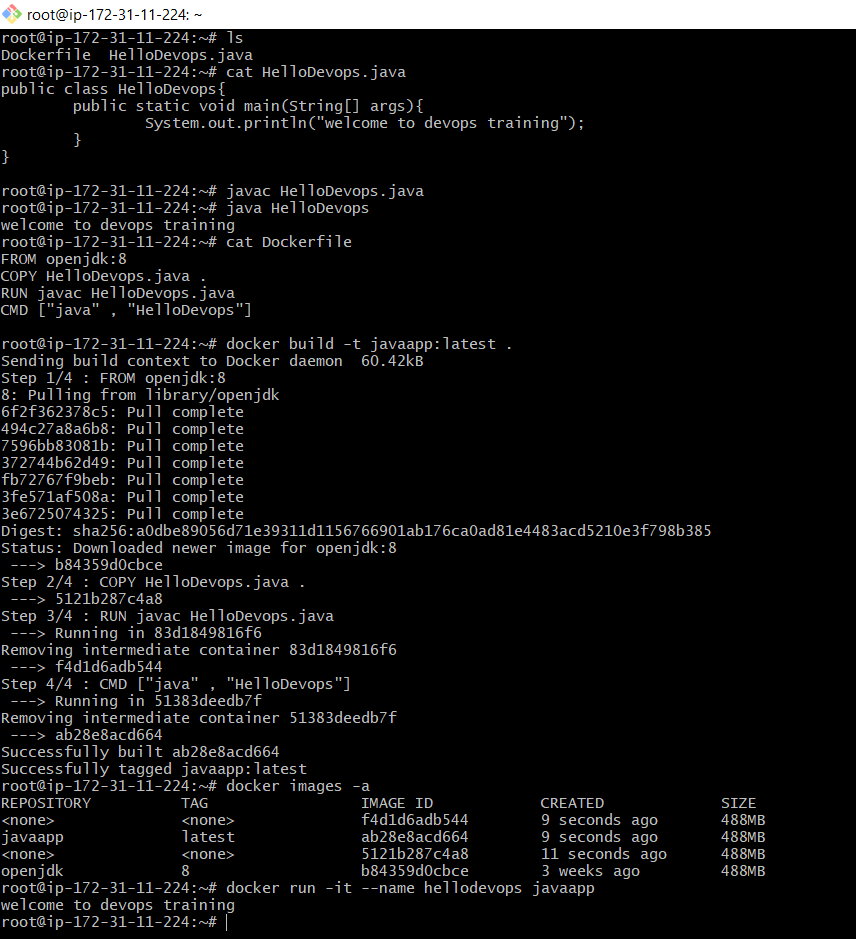 root@ip-172-31-11-224: ~
root@ip-172-31-11-224:~# ls
Dockerfile  HelloDevops.java
root@ip-172-31-11-224:~# cat HelloDevops.java
public class HelloDevops{
        public static void main(String[] args){
                System.out.println("welcome to devops training");
        }
}
root@ip-172-31-11-224:~# javac HelloDevops.java
root@ip-172-31-11-224:~# java HelloDevops
welcome to devops training
root@ip-172-31-11-224:~# cat Dockerfile
FROM openjdk:8
COPY HelloDevops.java .
RUN javac HelloDevops.java
CMD ["java" , "HelloDevops"]
root@ip-172-31-11-224:~# docker build -t javaapp:latest .
Sending build context to Docker daemon  60.42kB
Step 1/4 : FROM openjdk:8
8: Pulling from library/openjdk
6f2f362378c5: Pull complete
494c27a8a6b8: Pull complete
7596bb83081b: Pull complete
372744b62d49: Pull complete
fb72767f9beb: Pull complete
3fe571af508a: Pull complete
3e6725074325: Pull complete
Digest: sha256:a0dbe89056d71e39311d1156766901ab176ca0ad81e4483acd5210e3f798b385
Status: Downloaded newer image for openjdk:8
 ---> b84359d0cbce
Step 2/4 : COPY HelloDevops.java .
 ---> 5121b287c4a8
Step 3/4 : RUN javac HelloDevops.java
 ---> Running in 83d1849816f6
Removing intermediate container 83d1849816f6
 ---> f4d1d6adb544
Step 4/4 : CMD ["java" , "HelloDevops"]
 ---> Running in 51383deedb7f
Removing intermediate container 51383deedb7f
 ---> ab28e8acd664
Successfully built ab28e8acd664
Successfully tagged javaapp:latest
root@ip-172-31-11-224:~# docker images -a
REPOSITORY          TAG                 IMAGE ID            CREATED             SIZE
<none>              <none>              f4d1d6adb544        9 seconds ago       488MB
javaapp             latest              ab28e8acd664        9 seconds ago       488MB
<none>              <none>              5121b287c4a8        11 seconds ago      488MB
openjdk             8                   b84359d0cbce        3 weeks ago         488MB
root@ip-172-31-11-224:~# docker run -it --name hellodevops javaapp
welcome to devops training
root@ip-172-31-11-224:~#